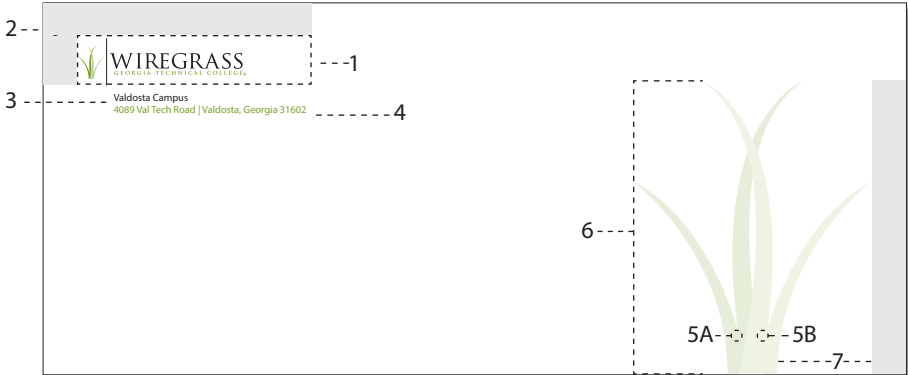 2
WIREGRASS
GEORGIA TECHNICAL COLLEGE
1
3
Valdosta Campus
4089 Val Tech Road | Valdosta, Georgia 31602
4
6
5A
5B
7